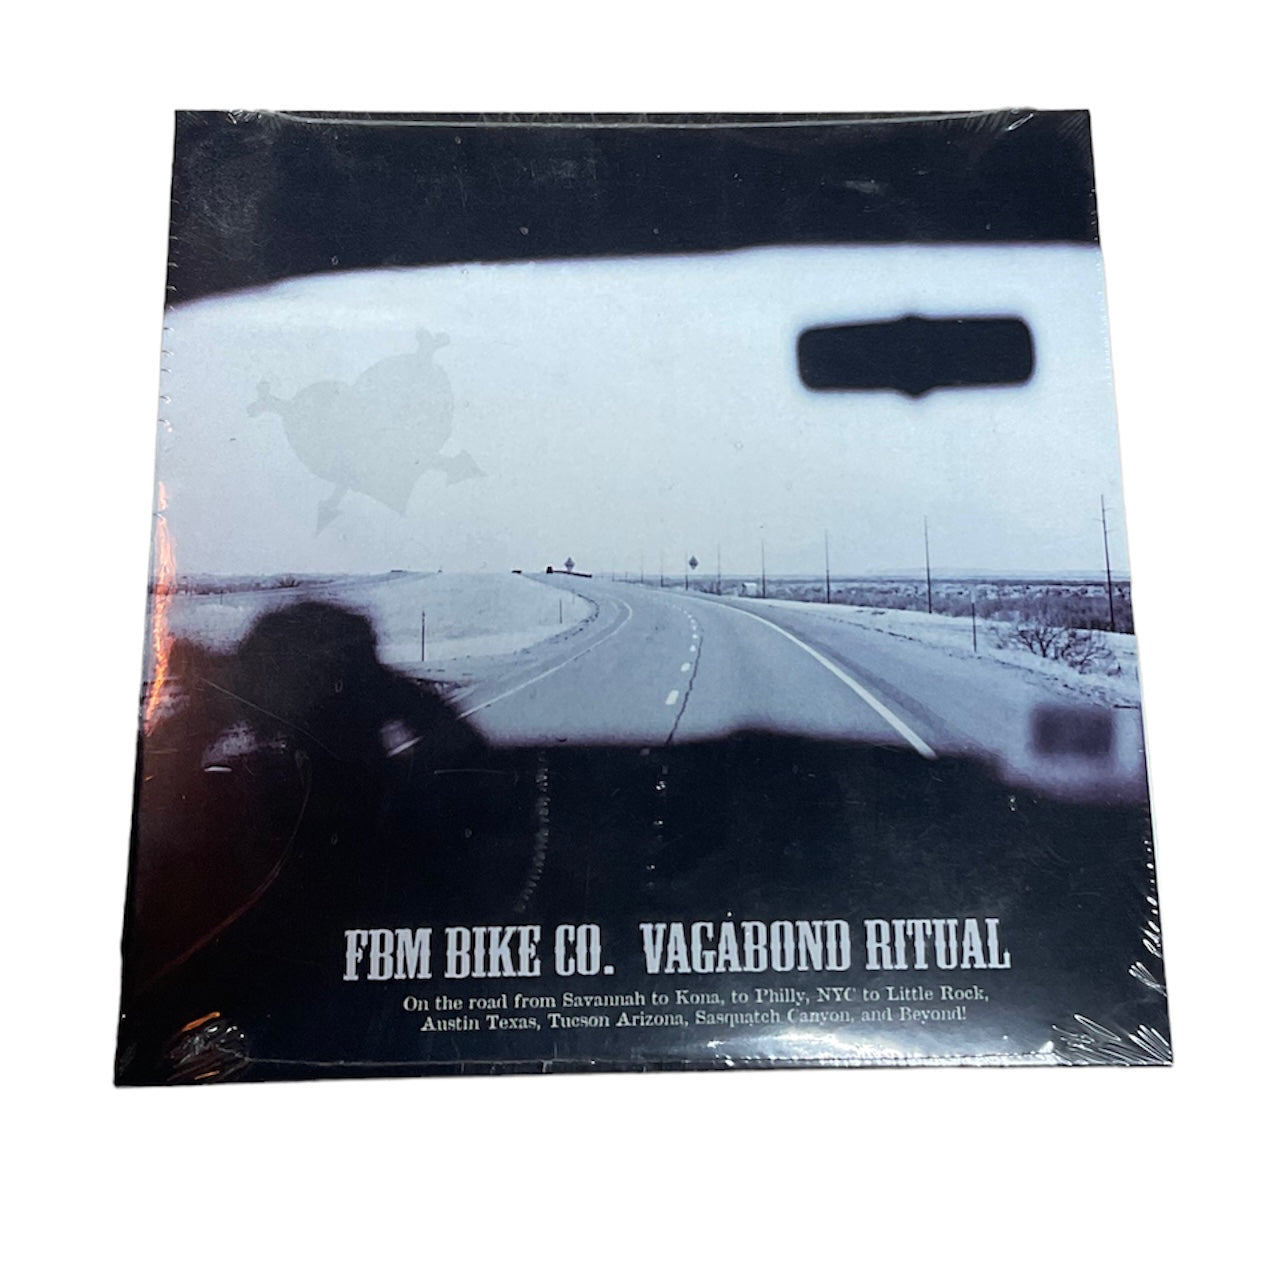 FBM BIKE CO. VAGABOND RITUAL
On the road from Savannah to Kona, to Philly, NYC to Little Rock,
Austin Texas, Tucson Arizona, Sasquatch Canyon, and Beyond!